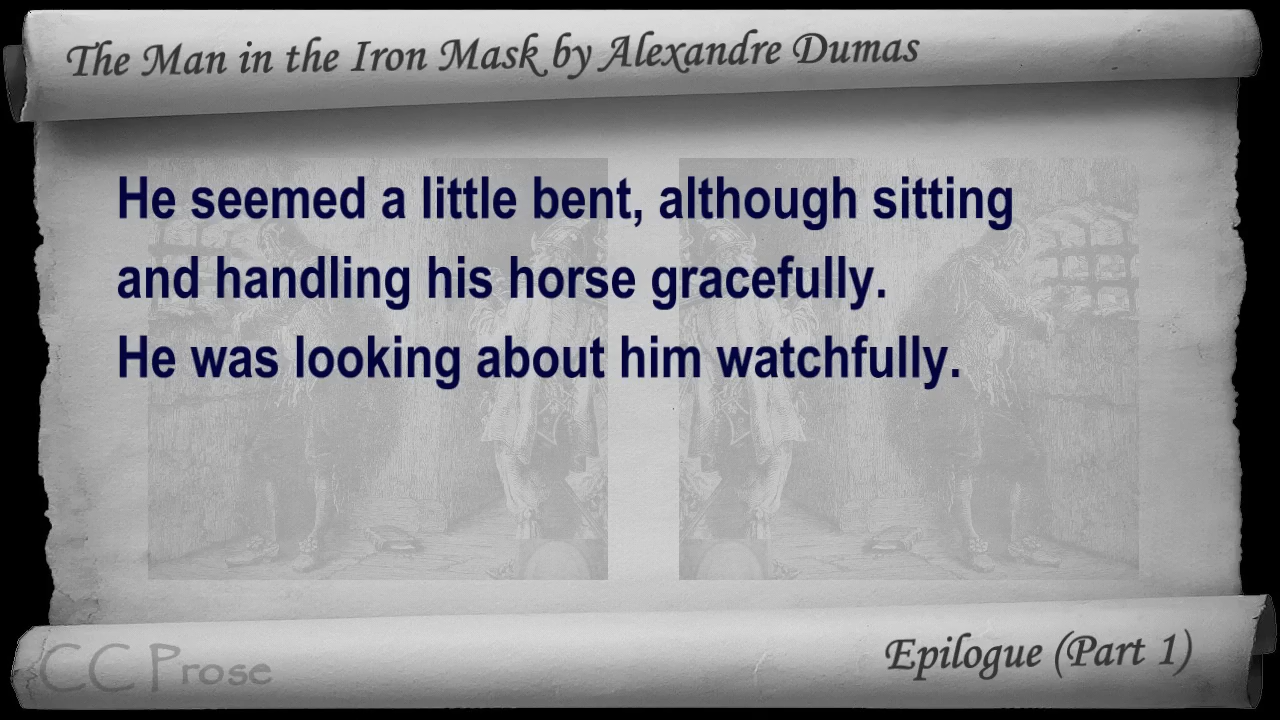 The Man in the Iron Mask by Alexandre Dumas
He seemed a little bent, although sitting
and handling his horse gracefully.
He was looking about him watchfully.
CC Prose
Epilogue (Part 1)